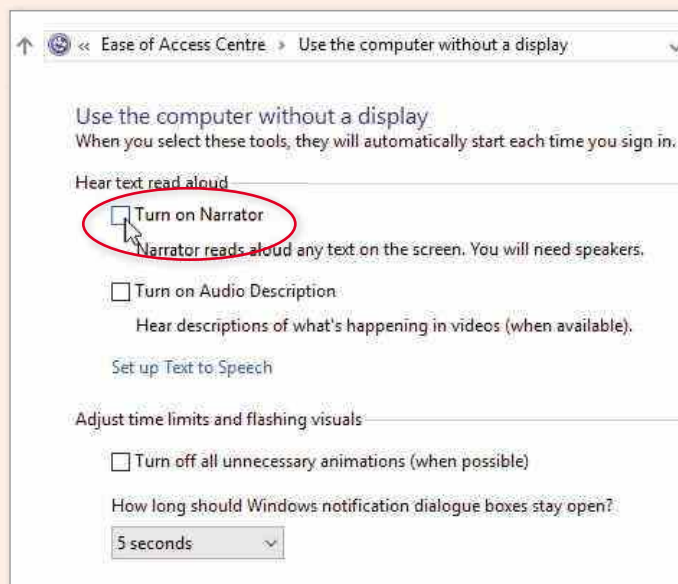 « Ease of Access Centre › Use the computer without a display
Use the computer without a display
When you select these tools, they will automatically start each time you sign in.
Hear text read aloud
Turn on Narrator
Narrator reads aloud any text on the screen. You will need speakers.
Turn on Audio Description
Hear descriptions of what's happening in videos (when available).
Set up Text to Speech
Adjust time limits and flashing visuals
Turn off all unnecessary animations (when possible)
How long should Windows notification dialogue boxes stay open?
5 seconds